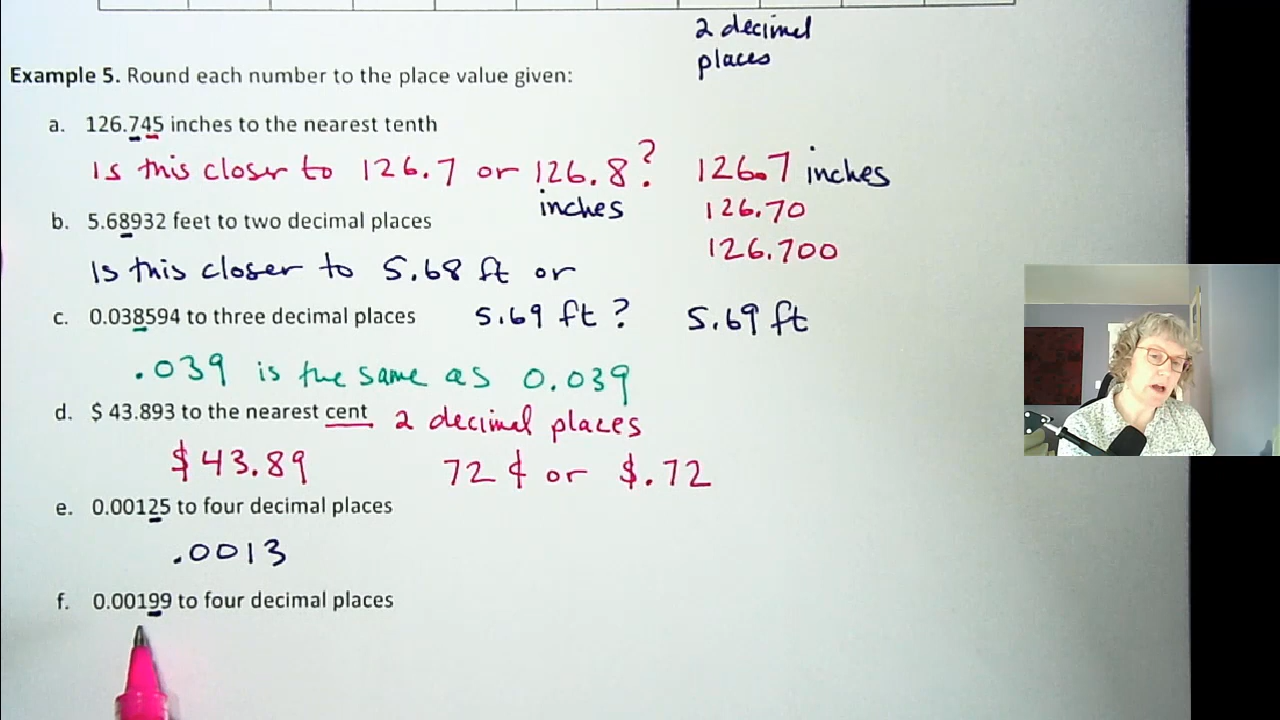 2 decimal
places
Example 5. Round each number to the place value given:
a. 126.745 inches to the nearest tenth
Is this closer to 126.7 or 126.8? 126.7 inches
inches 126.70
b. 5.68932 feet to two decimal places
126.700
Is this closer to 5.68 ft or
c. 0.038594 to three decimal places 5.69 ft? 5.69 ft
.039 is the same as 0.039
d. $ 43.893 to the nearest cent 2 decimal places
$43.89 72¢ or $.72
e. 0.00125 to four decimal places
.0013
f. 0.00199 to four decimal places